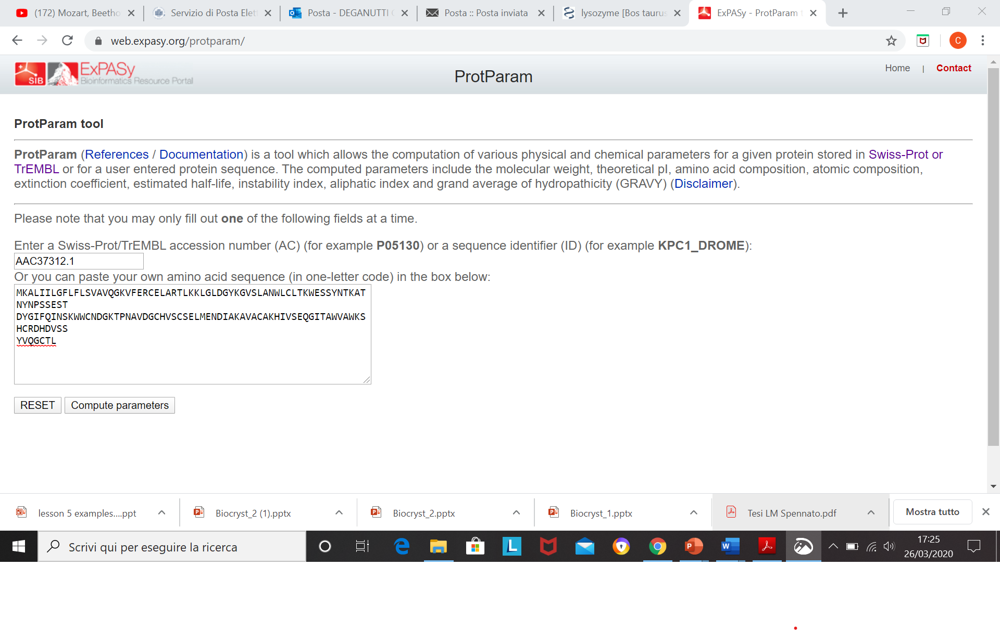 (172) Mozart, Beetho
Servizio di Posta Elett
Posta - DEGANUTTI
Posta :: Posta inviata
lysozyme [Bos taurus
ExPASy - ProtParam t
web.expasy.org/protparam/
C
SIB
ExPASy
Bioinformatics Resource Portal
ProtParam
Home | Contact
ProtParam tool
ProtParam (References / Documentation) is a tool which allows the computation of various physical and chemical parameters for a given protein stored in Swiss-Prot or
TrEMBL or for a user entered protein sequence. The computed parameters include the molecular weight, theoretical pI, amino acid composition, atomic composition,
extinction coefficient, estimated half-life, instability index, aliphatic index and grand average of hydropathicity (GRAVY) (Disclaimer).
Please note that you may only fill out one of the following fields at a time.
Enter a Swiss-Prot/TrEMBL accession number (AC) (for example P05130) or a sequence identifier (ID) (for example KPC1_DROME):
AAC37312.1
Or you can paste your own amino acid sequence (in one-letter code) in the box below:
MKALIILGFLFLSVAVQGKVFERCELARTLKKLGLDGYKGVSLANWLCLTKWESSYNTKAT
NYNPSSEST
DYGIFQINSKWWCNDGKTPNAVDGCHVSCSELMENDIAKAVACAKHIVSEQGITAWVAWKS
HCRDHDVSS
YVQGCTL
RESET
Compute parameters
lesson 5 examples....ppt
Biocryst_2 (1).pptx
Biocryst_2.pptx
Biocryst_1.pptx
Tesi LM Spennato.pdf
Mostra tutto
Scrivi qui per eseguire la ricerca
17:25
26/03/2020